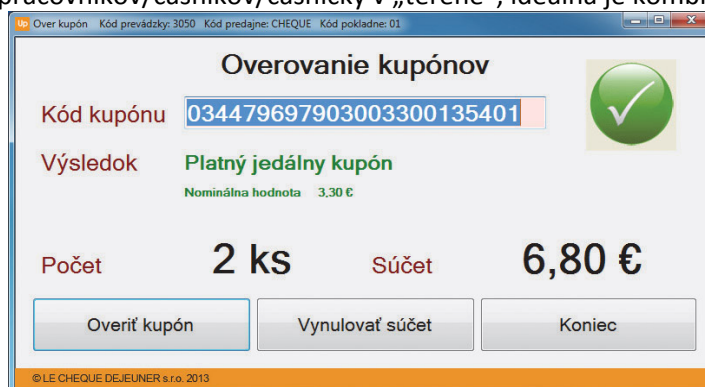 Up Over kupón Kód prevádzky: 3050 Kód predajne: CHEQUE Kód pokladne: 01
Overovanie kupónov
Kód kupónu 034479697903003300135401
Výsledok Platný jedálny kupón
Nominálna hodnota 3,30 €
Počet 2 ks Súčet 6,80 €
Overiť kupón Vynulovať súčet Koniec
© LE CHEQUE DEJEUNER s.r.o. 2013